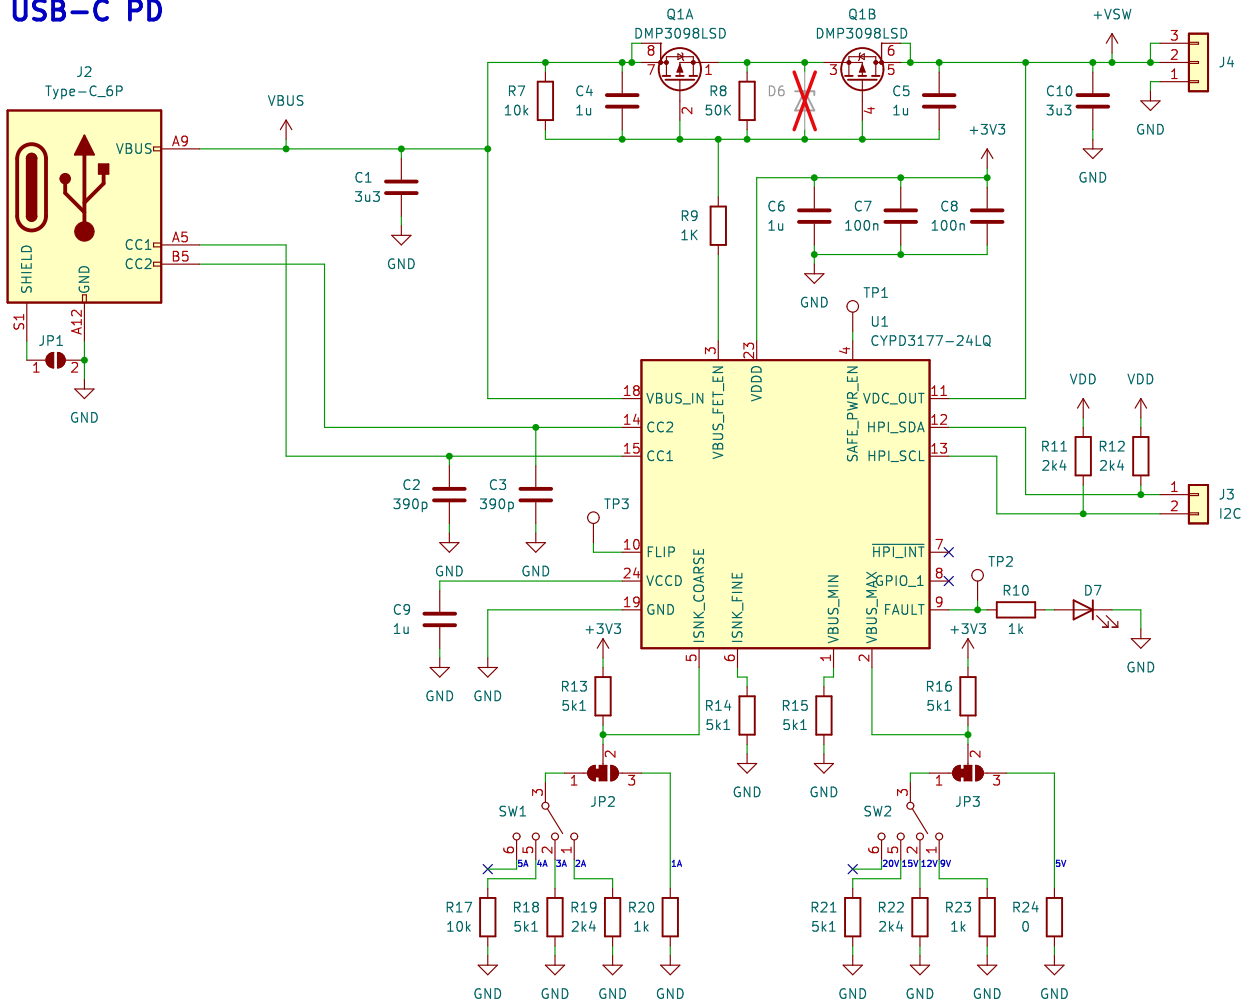 USB-C PD
J2
Type-C_6P
VBUS
A9
CC1
A5
CC2
B5
SHIELD
GND
S1
A12
JP1
1
2
GND
VBUS
C1
3u3
GND
R7
10k
C4
1u
Q1A
DMP3098LSD
8
7
1
2
R8
50K
D6
Q1B
DMP3098LSD
3
6
5
4
C5
1u
+VSW
C10
3u3
GND
3
2
1
J4
GND
+3V3
R9
1K
C6
1u
C7
100n
C8
100n
GND
TP1
U1
CYPD3177-24LQ
3
23
4
VBUS_FET_EN
VDDD
SAFE_PWR_EN
18
VBUS_IN
14
CC2
15
CC1
10
FLIP
24
VCCD
19
GND
VDC_OUT
11
HPI_SDA
12
HPI_SCL
13
HPI_INT
7
GPIO_1
8
FAULT
9
ISNK_COARSE
ISNK_FINE
VBUS_MIN
VBUS_MAX
5
6
1
2
C2
390p
GND
C3
390p
GND
TP3
C9
1u
GND
GND
VDD
VDD
R11
2k4
R12
2k4
1
2
J3
I2C
TP2
R10
1k
D7
GND
+3V3
R13
5k1
R14
5k1
GND
R15
5k1
GND
+3V3
R16
5k1
1
2
3
JP2
1
2
3
JP3
SW1
3
6
5
2
1
5A
4A
3A
2A
1A
SW2
3
6
5
2
1
20V
15V
12V
9V
5V
R17
10k
R18
5k1
R19
2k4
R20
1k
R21
5k1
R22
2k4
R23
1k
R24
0
GND
GND
GND
GND
GND
GND
GND
GND